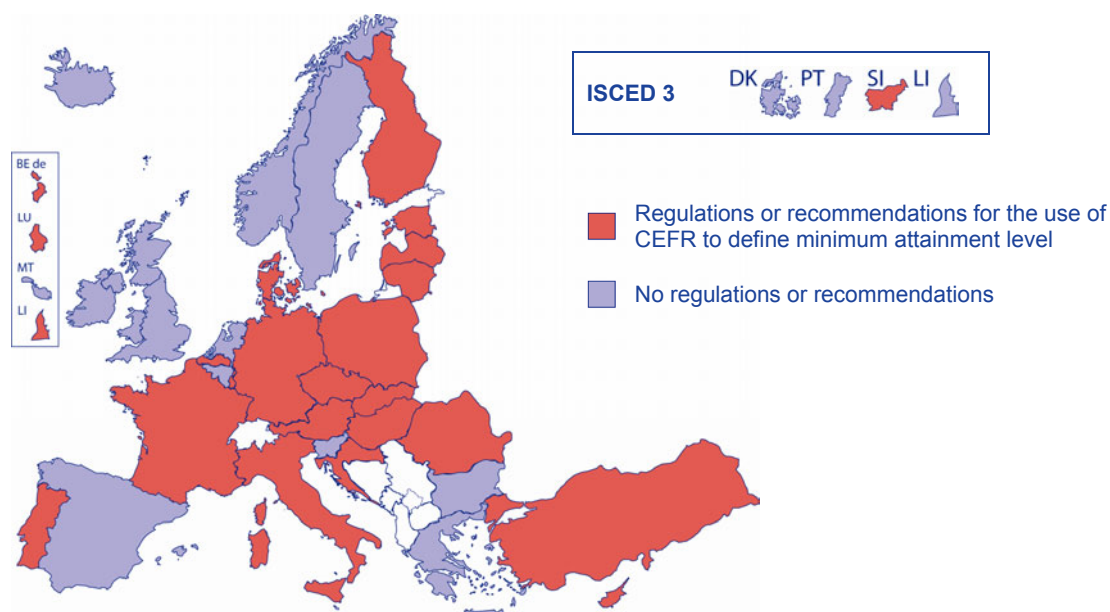 ISCED 3
DK PT SI LI
BE de
LU
MT
LI
Regulations or recommendations for the use of
CEFR to define minimum attainment level
No regulations or recommendations